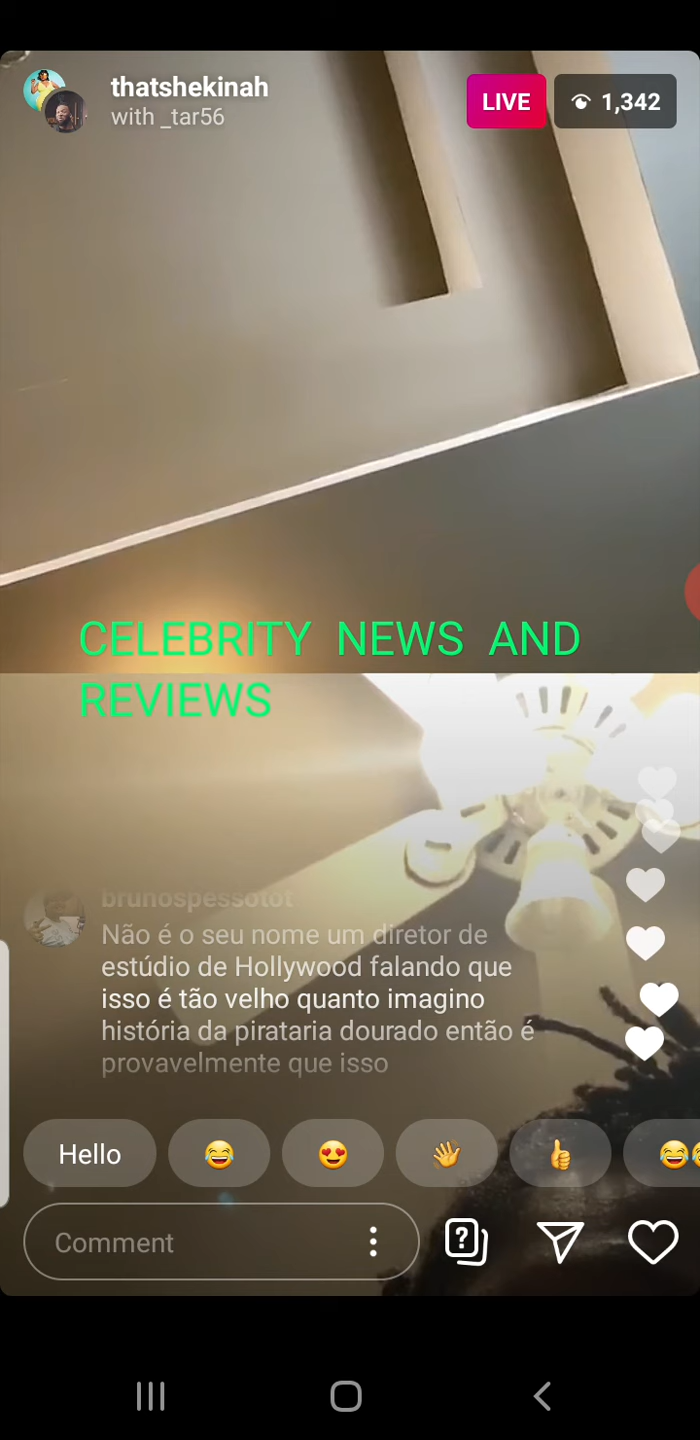 thatshekinah
with _tar56
LIVE
1,342
CELEBRITY NEWS AND
REVIEWS
brunospessotot
Não é o seu nome um diretor de
estúdio de Hollywood falando que
isso é tão velho quanto imagino
história da pirataria dourado então é
provavelmente que isso
Hello
Comment